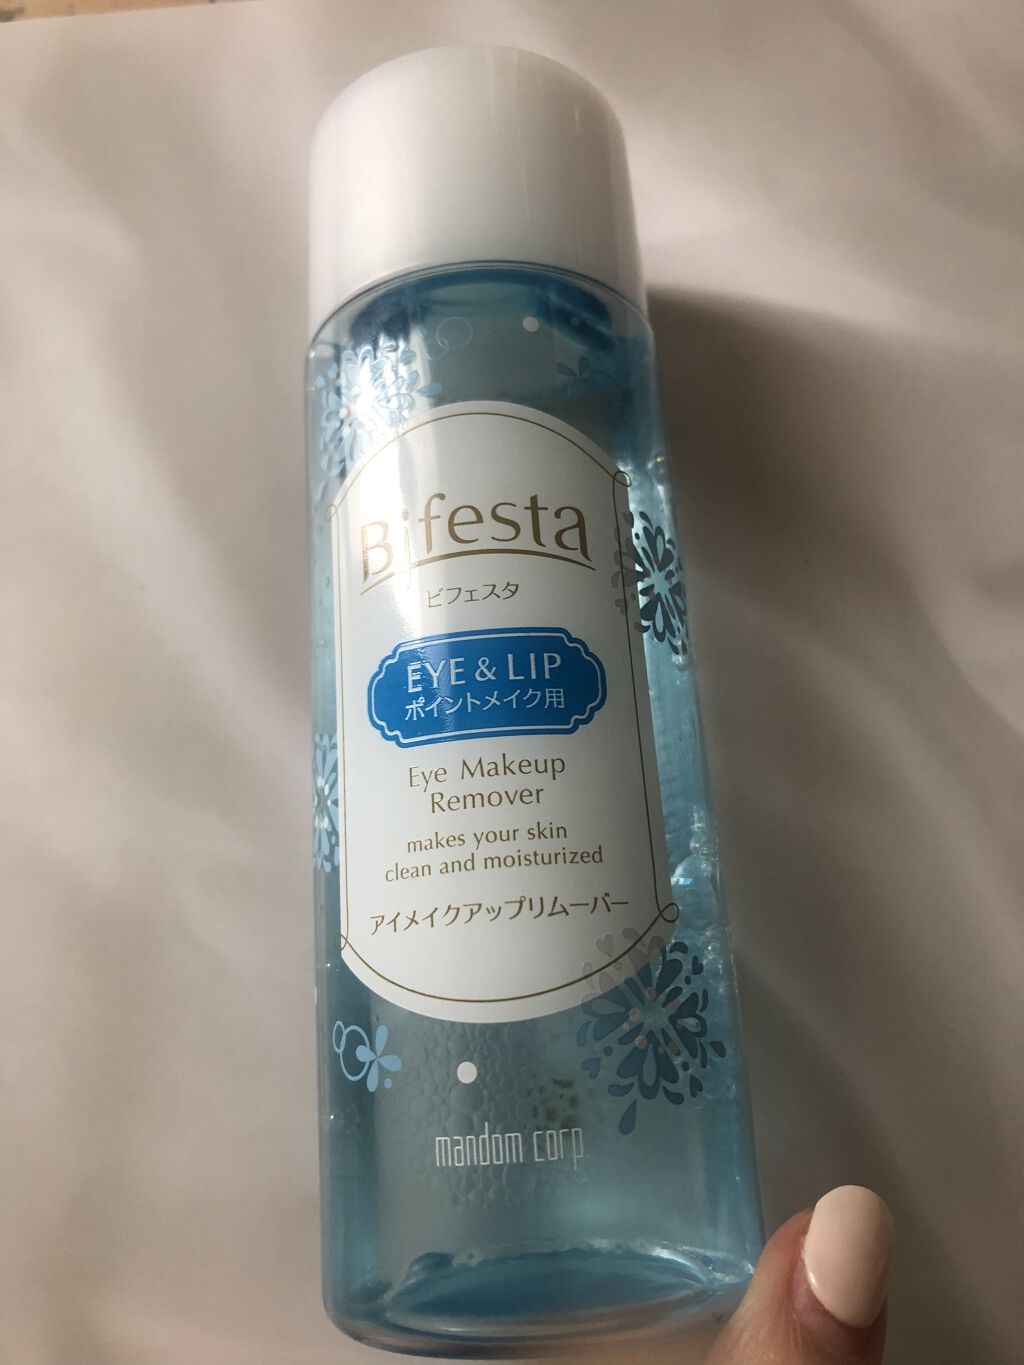 Bifesta
ビフェスタ
EYE & LIP
ポイントメイク用
Eye Makeup
Remover
makes your skin
clean and moisturized
アイメイクアップリムーバー
mandom corp.